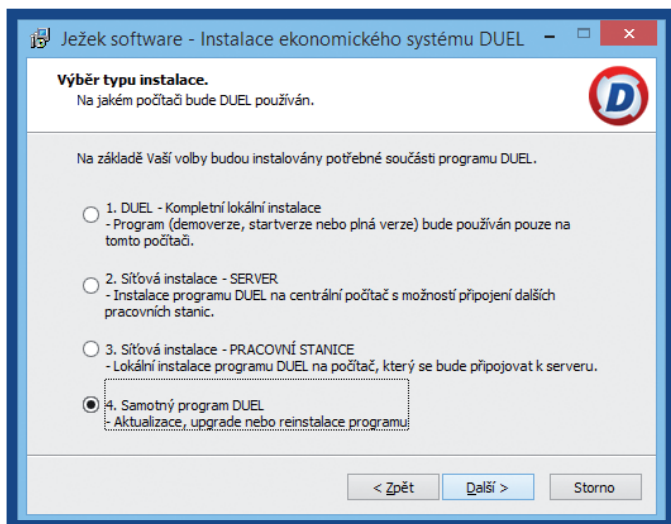 Ježek software - Instalace ekonomického systému DUEL
Výběr typu instalace.
Na jakém počítači bude DUEL používán.
D
Na základě Vaší volby budou instalovány potřebné součásti programu DUEL.
1. DUEL - Kompletní lokální instalace
- Program (demoverze, startverze nebo plná verze) bude používán pouze na
tomto počítači.
2. Síťová instalace - SERVER
- Instalace programu DUEL na centrální počítač s možností připojení dalších
pracovních stanic.
3. Síťová instalace - PRACOVNÍ STANICE
- Lokální instalace programu DUEL na počítač, který se bude připojovat k serveru.
4. Samotný program DUEL
- Aktualizace, upgrade nebo reinstalace programu
< Zpět
Další >
Storno